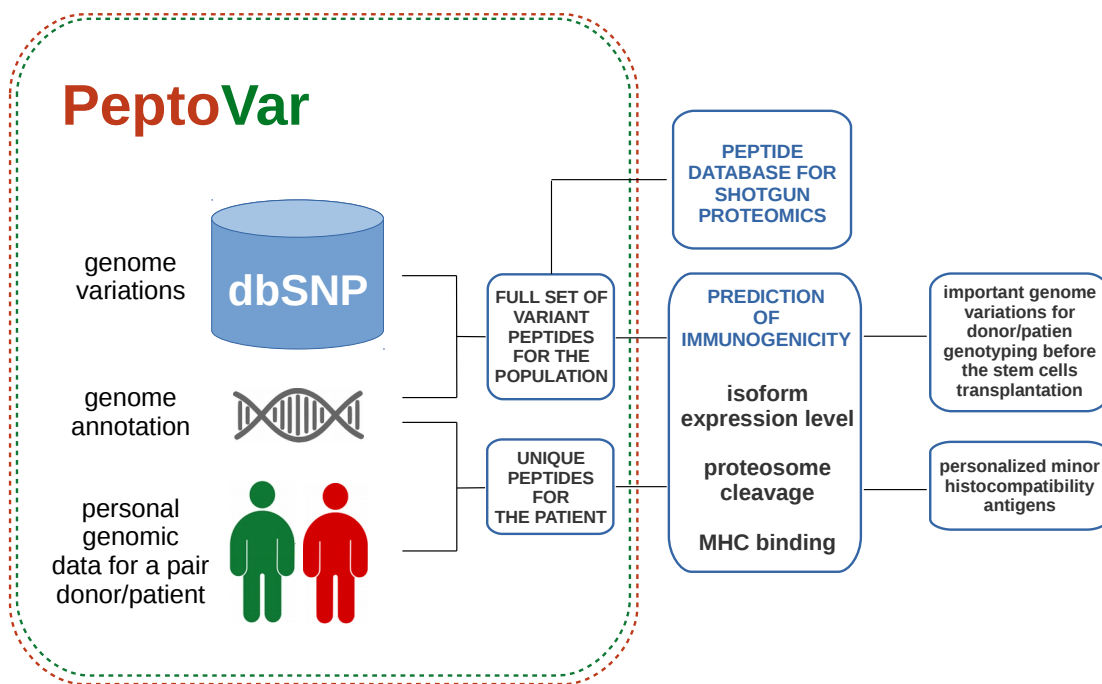 PeptoVar
genome
variations
dbSNP
genome
annotation
personal
genomic
data for a pair
donor/patient
FULL SET OF
VARIANT
PEPTIDES
FOR THE
POPULATION
UNIQUE
PEPTIDES
FOR
THE PATIENT
PEPTIDE
DATABASE FOR
SHOTGUN
PROTEOMICS
PREDICTION
OF
IMMUNOGENICITY
isoform
expression level
proteosome
cleavage
MHC binding
important genome
variations for
donor/patien
genotyping before
the stem cells
transplantation
personalized minor
histocompatibility
antigens